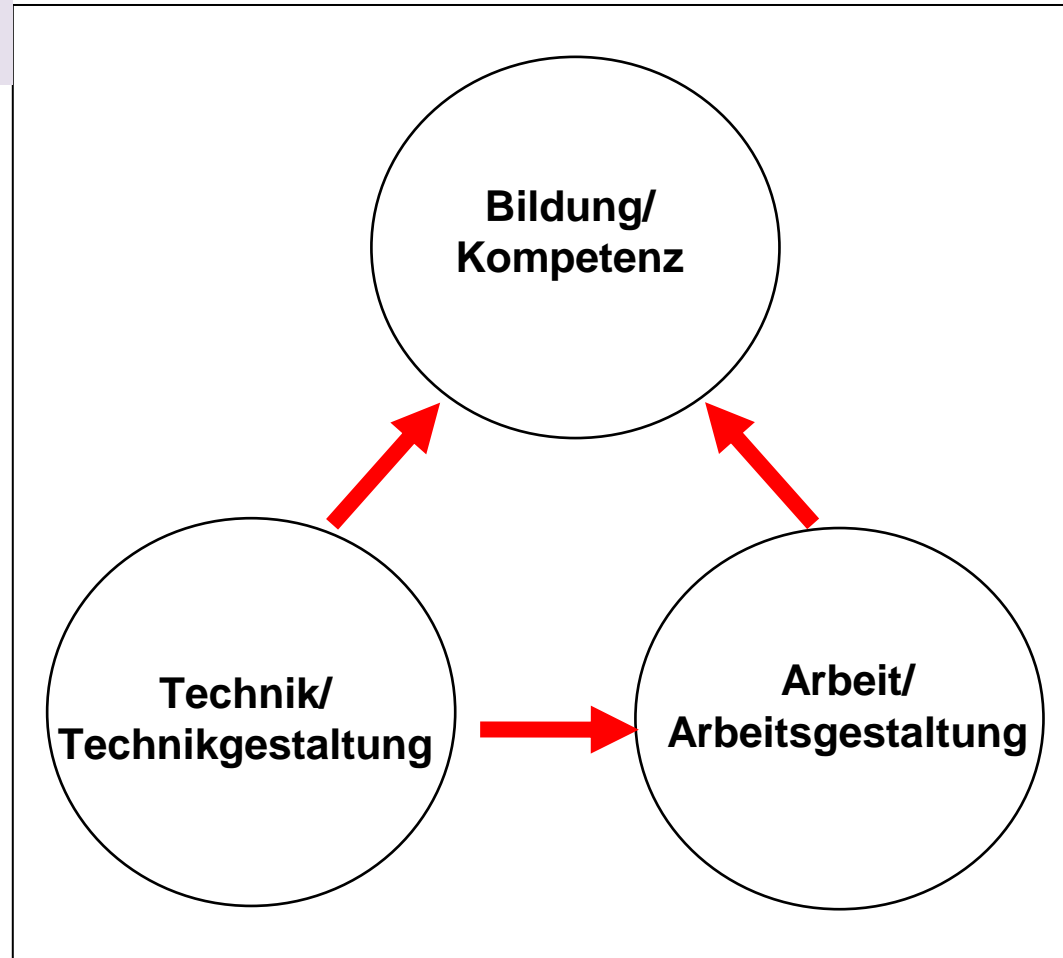 Bildung/
Kompetenz
Technik/
Technikgestaltung
Arbeit/
Arbeitsgestaltung